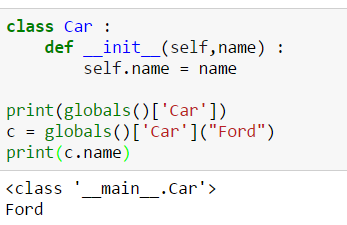 class Car :
    def __init__(self,name) :
        self.name = name

print(globals()['Car'])
c = globals()['Car']("Ford")
print(c.name)
<class '__main__.Car'>
Ford